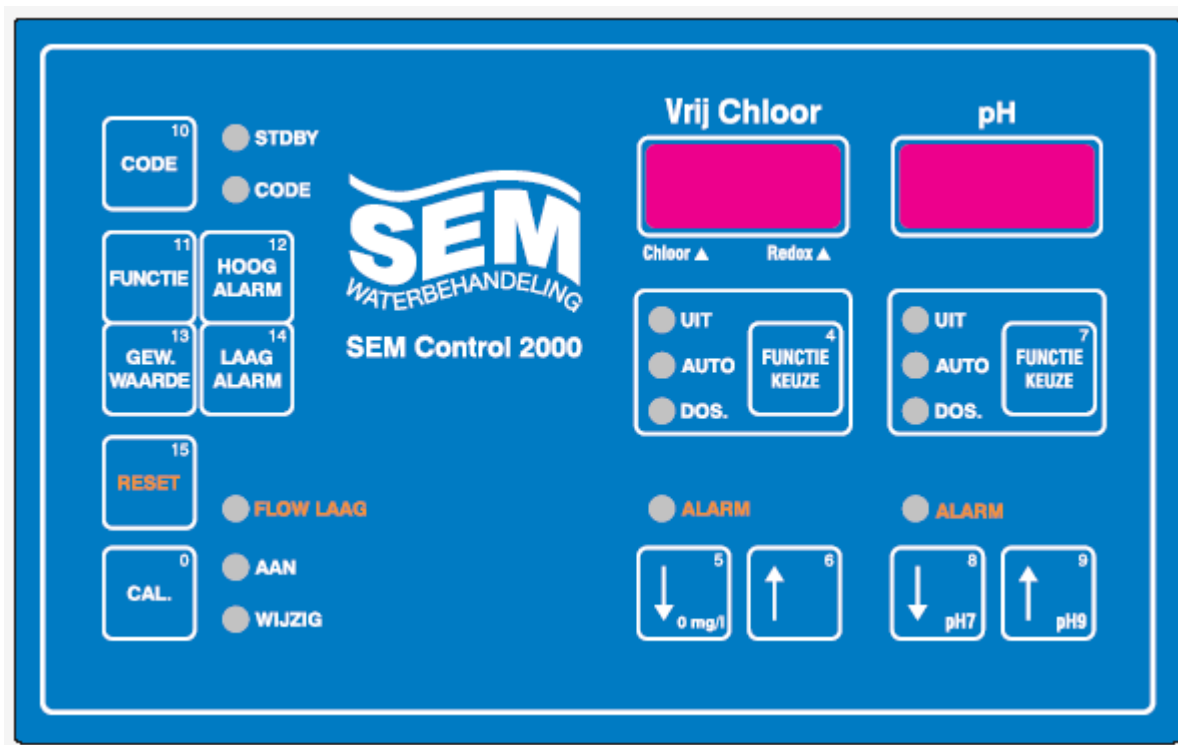 10
CODE
STDBY
CODE
11
FUNCTIE
12
HOOG
ALARM
13
GEW.
WAARDE
14
LAAG
ALARM
15
RESET
FLOW LAAG
0
CAL.
AAN
WIJZIG
SEM
WATERBEHANDELING
SEM Control 2000
Vrij Chloor
Chloor ▲ Redox ▲
UIT
AUTO
DOS.
4
FUNCTIE
KEUZE
ALARM
5
↓ 0 mg/l
6
↑
pH
UIT
AUTO
DOS.
7
FUNCTIE
KEUZE
ALARM
8
↓ pH7
9
↑ pH9